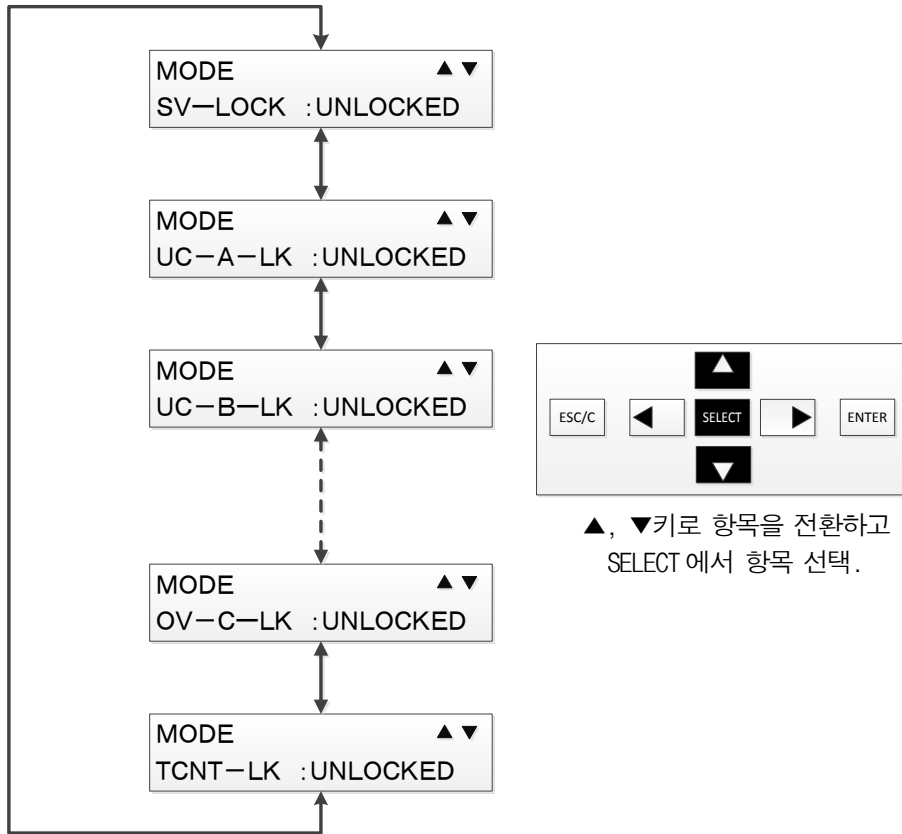 MODE ▲ ▼
SV－LOCK :UNLOCKED
MODE ▲ ▼
UC－A－LK :UNLOCKED
MODE ▲ ▼
UC－B－LK :UNLOCKED
ESC/C ◀ SELECT ▶ ENTER
▲, ▼키로 항목을 전환하고
SELECT에서 항목 선택.
MODE ▲ ▼
OV－C－LK :UNLOCKED
MODE ▲ ▼
TCNT－LK :UNLOCKED